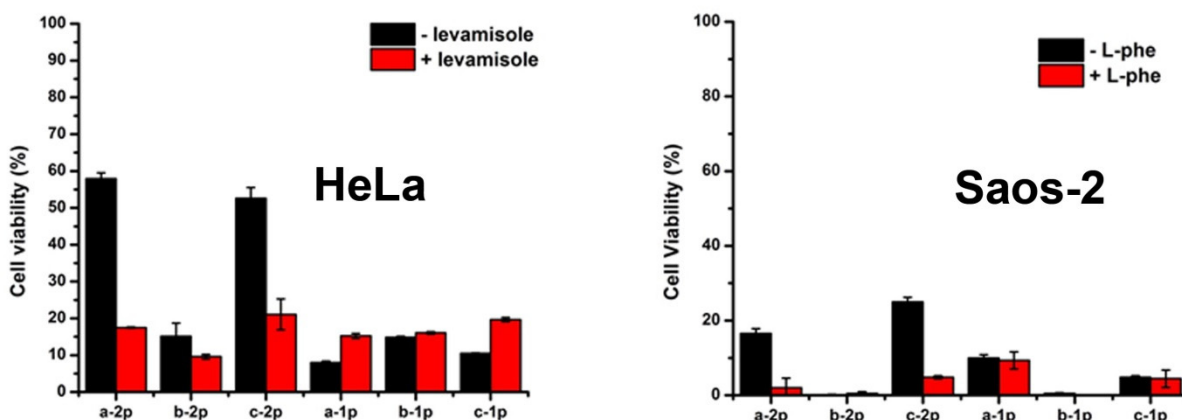 Cell viability (%)
100
90
80
70
60
50
40
30
20
10
0
- levamisole
+ levamisole
HeLa
a-2p b-2p c-2p a-1p b-1p c-1p
Cell Viability (%)
100
80
60
40
20
0
- L-phe
+ L-phe
Saos-2
a-2p b-2p c-2p a-1p b-1p c-1p